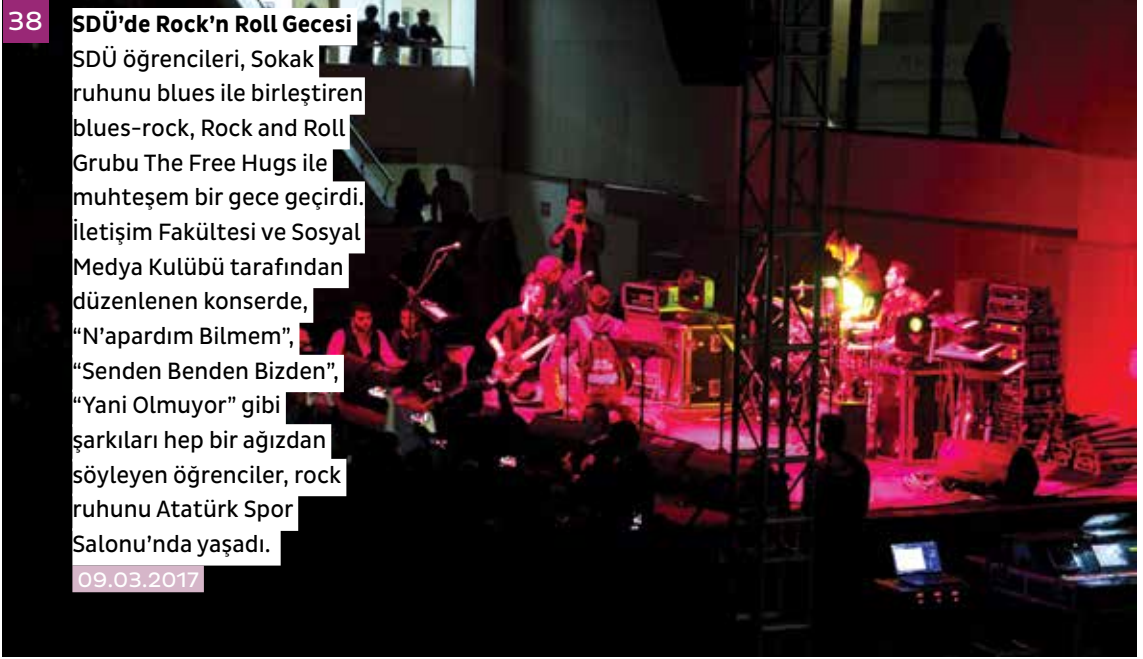 38
SDÜ’de Rock’n Roll Gecesi
SDÜ öğrencileri, Sokak
ruhunu blues ile birleştiren
blues-rock, Rock and Roll
Grubu The Free Hugs ile
muhteşem bir gece geçirdi.
İletişim Fakültesi ve Sosyal
Medya Kulübü tarafından
düzenlenen konserde,
“N’apardım Bilmem”,
“Senden Benden Bizden”,
“Yani Olmuyor” gibi
şarkıları hep bir ağızdan
söyleyen öğrenciler, rock
ruhunu Atatürk Spor
Salonu’nda yaşadı.
09.03.2017